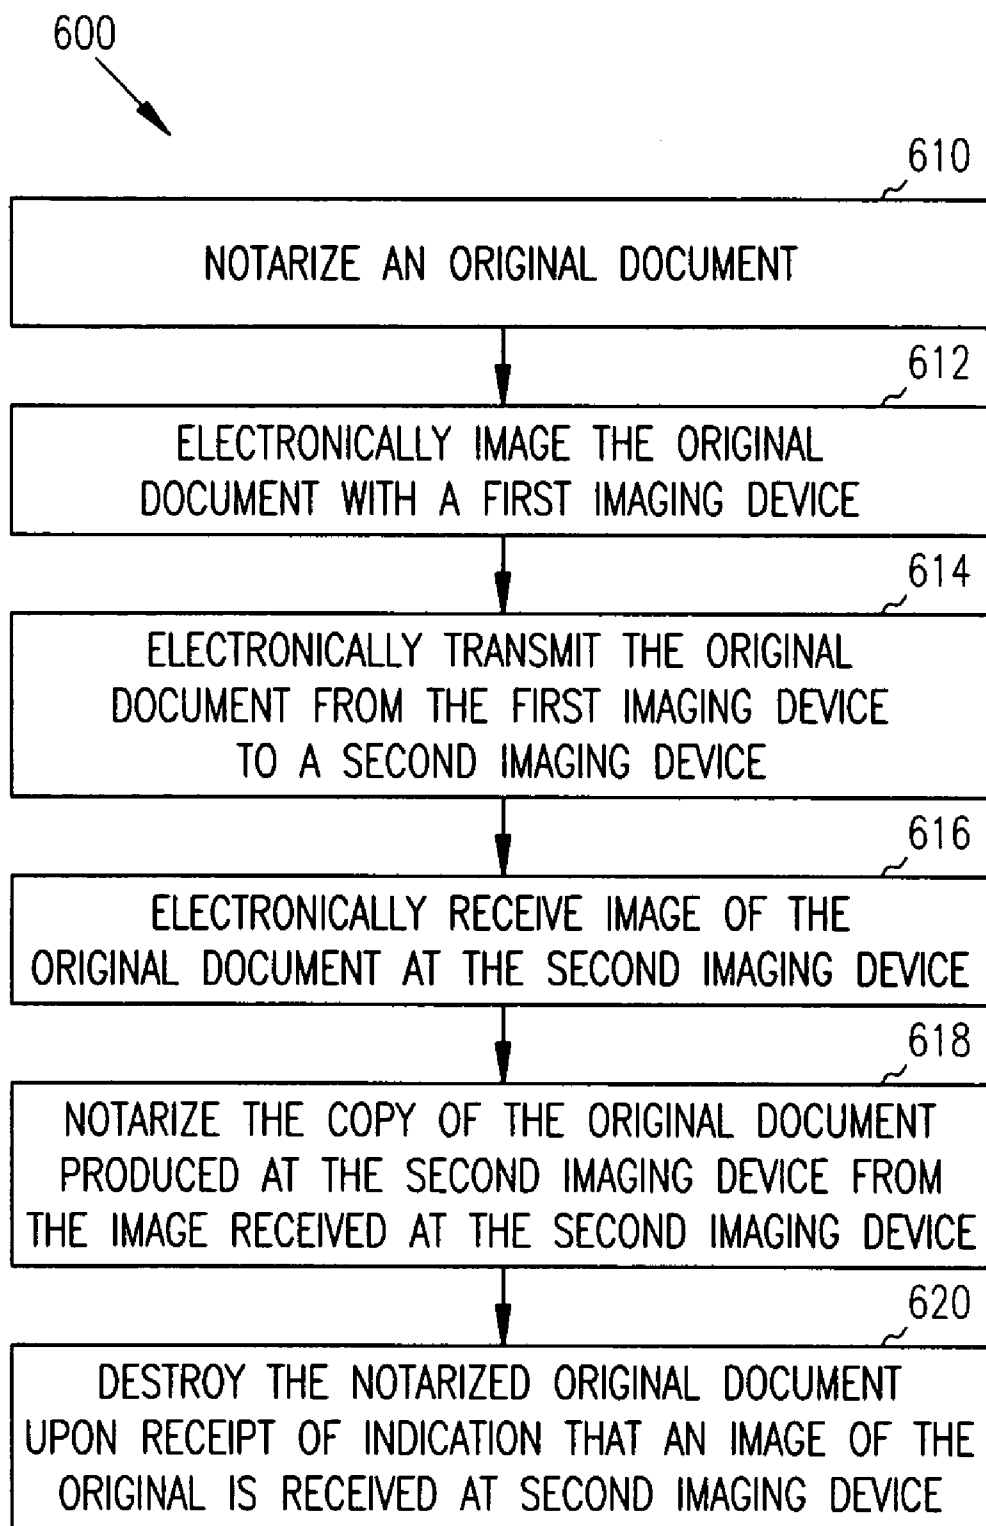 600
610
NOTARIZE AN ORIGINAL DOCUMENT
612
ELECTRONICALLY IMAGE THE ORIGINAL
DOCUMENT WITH A FIRST IMAGING DEVICE
614
ELECTRONICALLY TRANSMIT THE ORIGINAL
DOCUMENT FROM THE FIRST IMAGING DEVICE
TO A SECOND IMAGING DEVICE
616
ELECTRONICALLY RECEIVE IMAGE OF THE
ORIGINAL DOCUMENT AT THE SECOND IMAGING DEVICE
618
NOTARIZE THE COPY OF THE ORIGINAL DOCUMENT
PRODUCED AT THE SECOND IMAGING DEVICE FROM
THE IMAGE RECEIVED AT THE SECOND IMAGING DEVICE
620
DESTROY THE NOTARIZED ORIGINAL DOCUMENT
UPON RECEIPT OF INDICATION THAT AN IMAGE OF THE
ORIGINAL IS RECEIVED AT SECOND IMAGING DEVICE